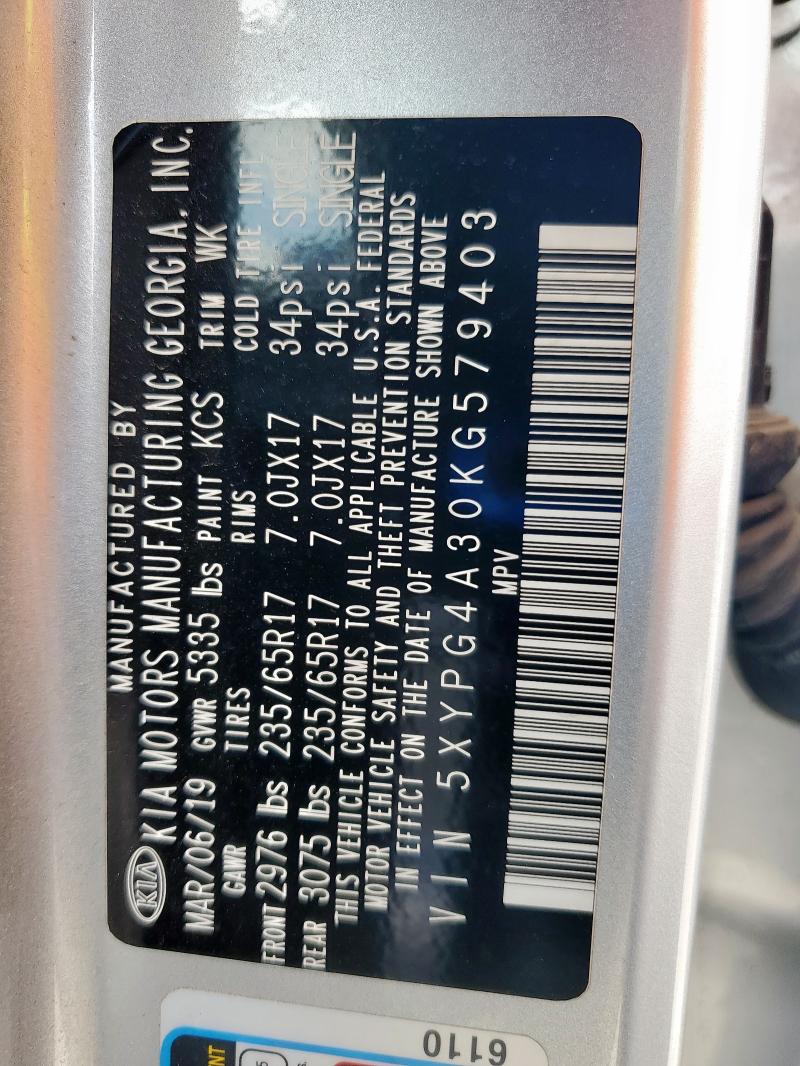 MANUFACTURED BY
KIA KIA MOTORS MANUFACTURING GEORGIA, INC.
MAR/06/19 GVWR 5335 lbs PAINT KCS TRIM WK
GAWR TIRES RIMS COLD TIRE INFL
FRONT 2976 lbs 235/65R17 7.0JX17 34psi SINGLE
REAR 3075 lbs 235/65R17 7.0JX17 34psi SINGLE
THIS VEHICLE CONFORMS TO ALL APPLICABLE U.S.A. FEDERAL
MOTOR VEHICLE SAFETY AND THEFT PREVENTION STANDARDS
IN EFFECT ON THE DATE OF MANUFACTURE SHOWN ABOVE
VIN 5XYPG4A30KG579403
MPV
6110